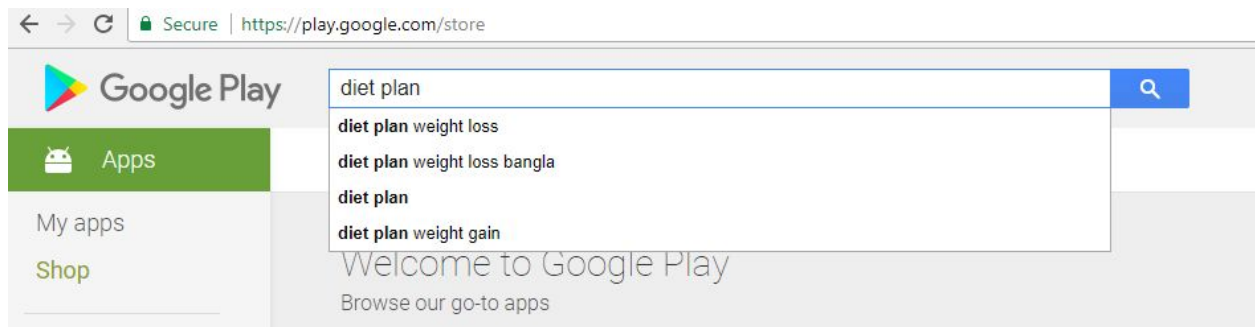 Secure | https://play.google.com/store
Google Play
diet plan
diet plan weight loss
diet plan weight loss bangla
diet plan
diet plan weight gain
Apps
My apps
Shop
Welcome to Google Play
Browse our go-to apps